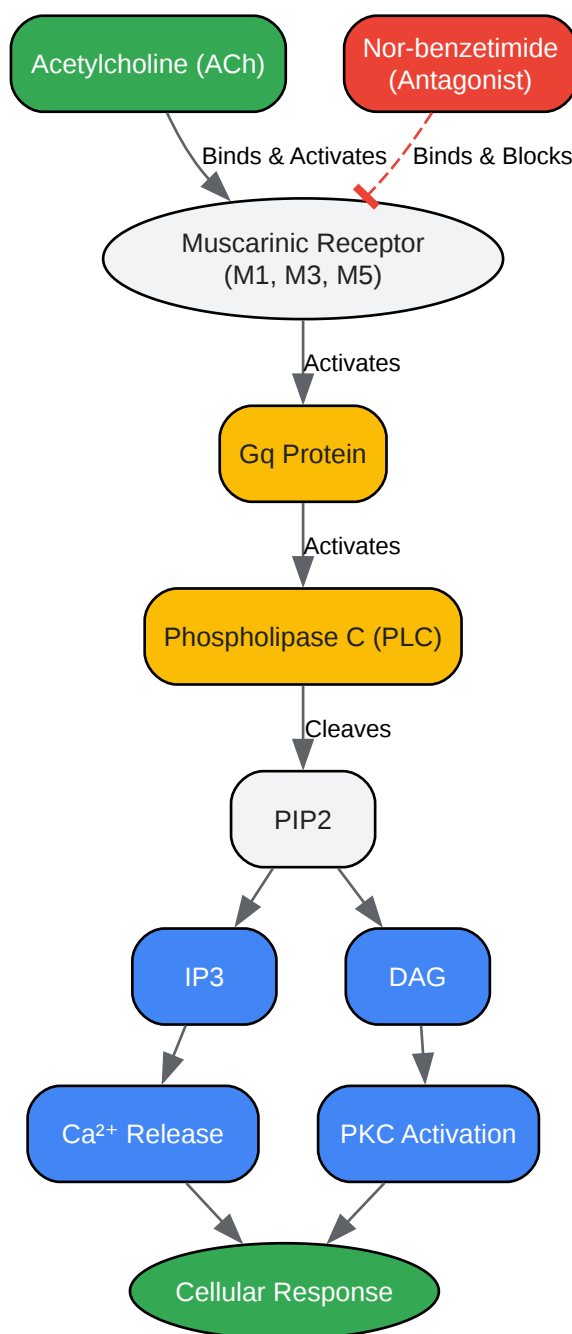 Acetylcholine (ACh)
Nor-benzetimide
(Antagonist)
Binds & Activates
Binds & Blocks
Muscarinic Receptor
(M1, M3, M5)
Activates
Gq Protein
Activates
Phospholipase C (PLC)
Cleaves
PIP2
IP3
DAG
Ca²⁺ Release
PKC Activation
Cellular Response